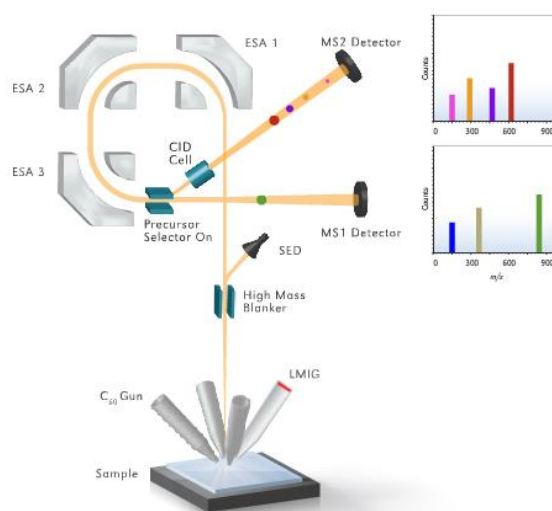 ESA 1
MS2 Detector
ESA 2
CID
Cell
ESA 3
Precursor
Selector On
MS1 Detector
SED
High Mass
Blanker
C60 Gun
LMIG
Sample
Counts
0 300 600 900
Counts
0 300 600 900
m/x